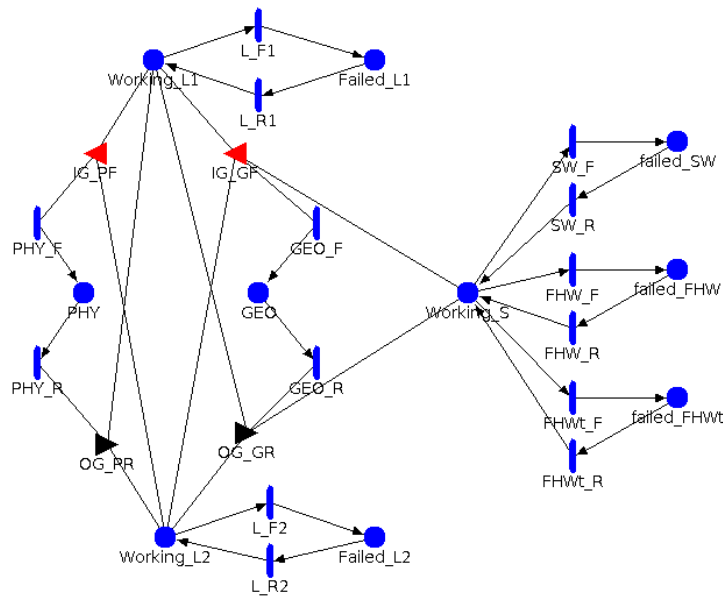 L_F1
Working_L1
Failed_L1
L_R1
IG_PF
IG_GF
SW_F
failed_SW
SW_R
PHY_F
GEO_F
FHW_F
failed_FHW
PHY
GEO
Working_S
FHW_R
PHY_R
GEO_R
FHWt_F
failed_FHWt
OG_PR
OG_GR
FHWt_R
L_F2
Working_L2
Failed_L2
L_R2